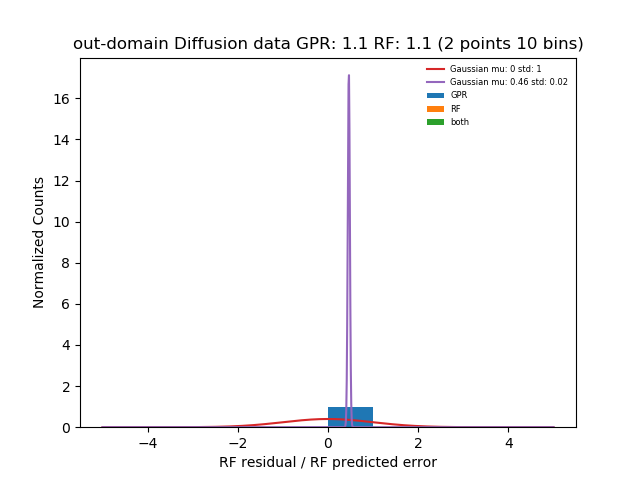 out-domain Diffusion data GPR: 1.1 RF: 1.1 (2 points 10 bins)
Gaussian mu: 0 std: 1
Gaussian mu: 0.46 std: 0.02
GPR
RF
both
Normalized Counts
16
14
12
10
8
6
4
2
0
−4
−2
0
2
4
RF residual / RF predicted error